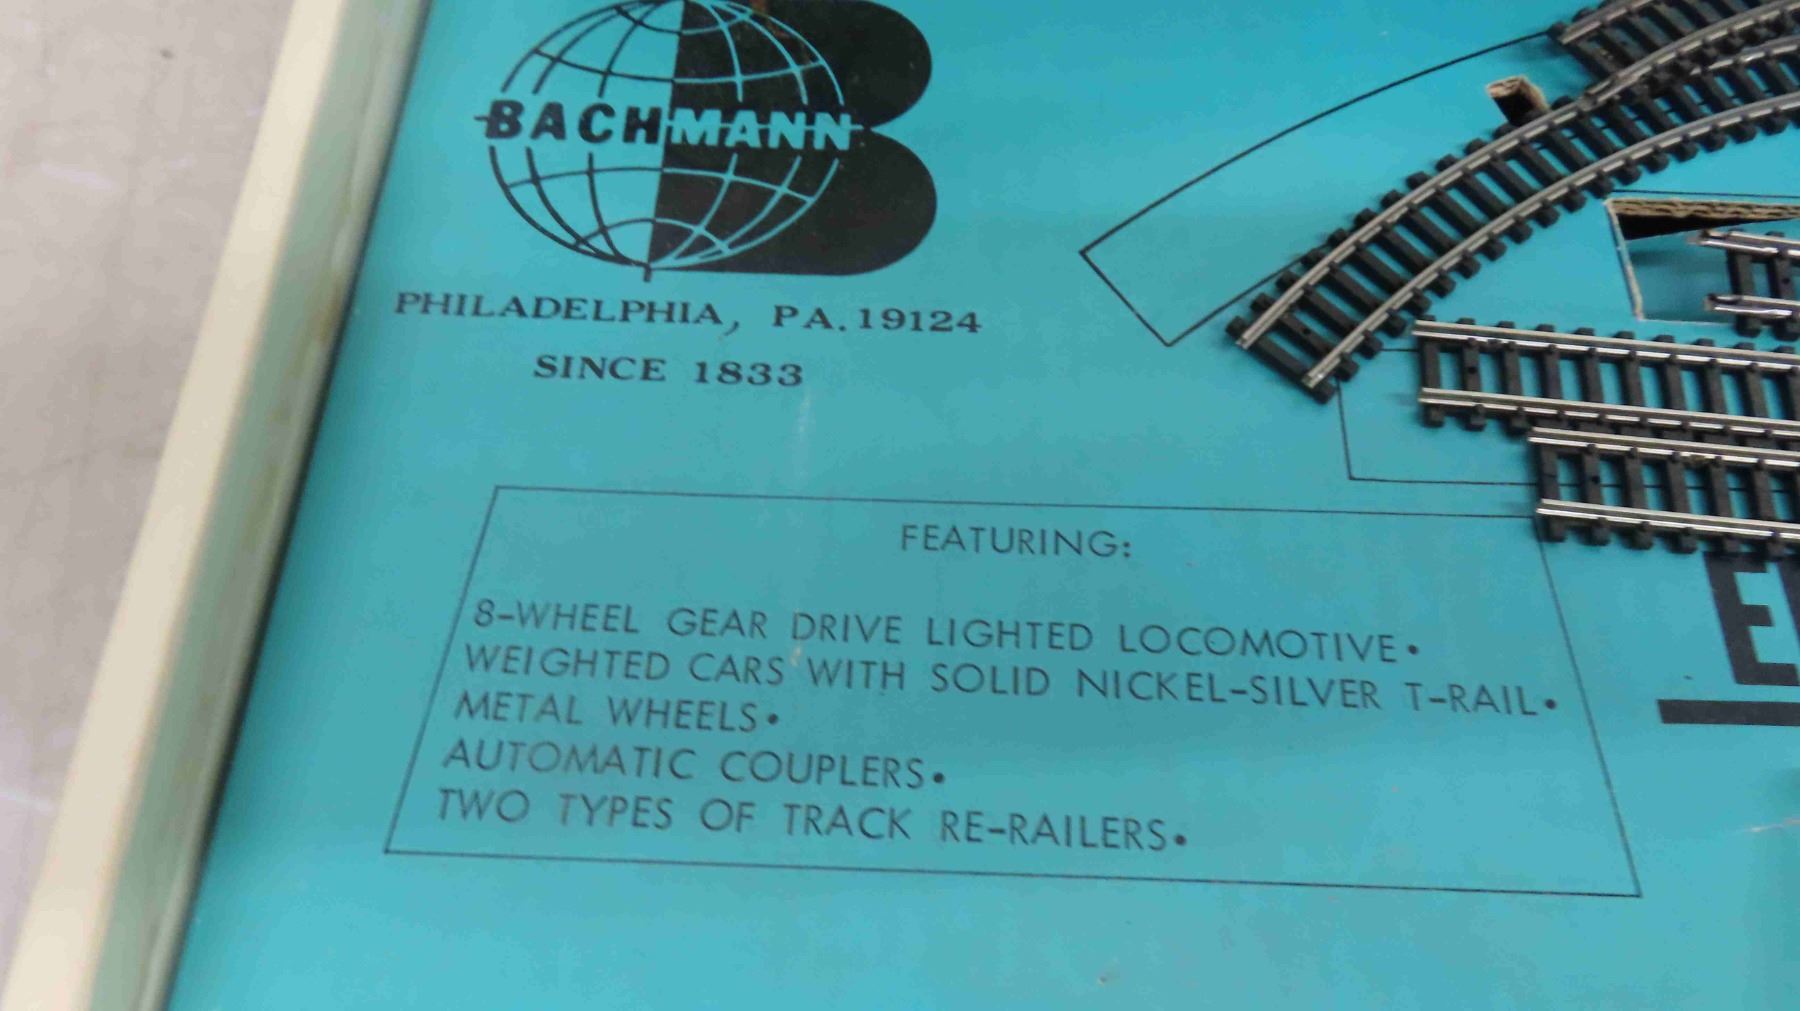 BACHMANN
PHILADELPHIA, PA. 19124
SINCE 1833
FEATURING:
8-WHEEL GEAR DRIVE LIGHTED LOCOMOTIVE•
WEIGHTED CARS WITH SOLID NICKEL-SILVER T-RAIL•
METAL WHEELS•
AUTOMATIC COUPLERS•
TWO TYPES OF TRACK RE-RAILERS•